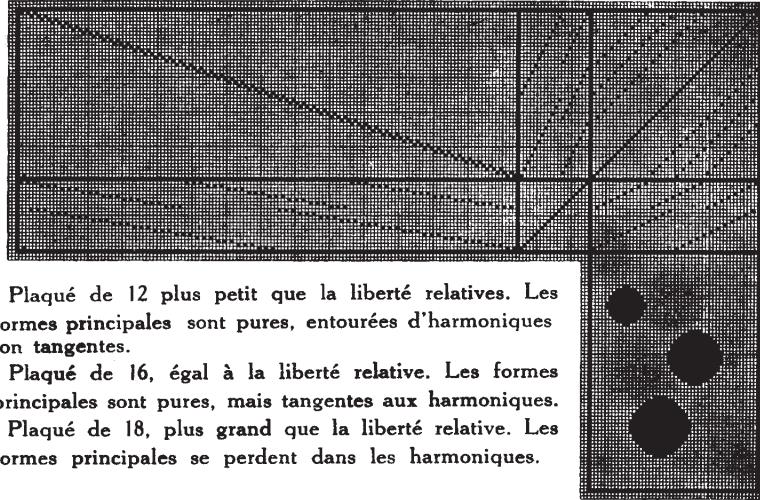 Plaqué de 12 plus petit que la liberté relatives. Les
ormes principales sont pures, entourées d'harmoniques
on tangentes.
Plaqué de 16, égal à la liberté relative. Les formes
principales sont pures, mais tangentes aux harmoniques.
Plaqué de 18, plus grand que la liberté relative. Les
ormes principales se perdent dans les harmoniques.